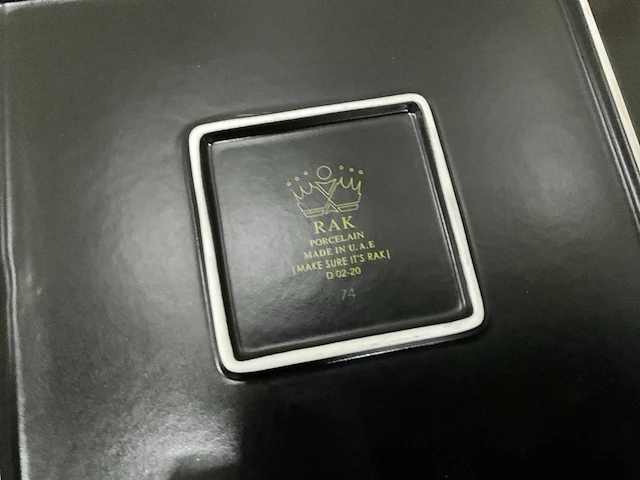 RAK
PORCELAIN
MADE IN U.A.E
|MAKE SURE IT'S RAK|
D 02-20
74